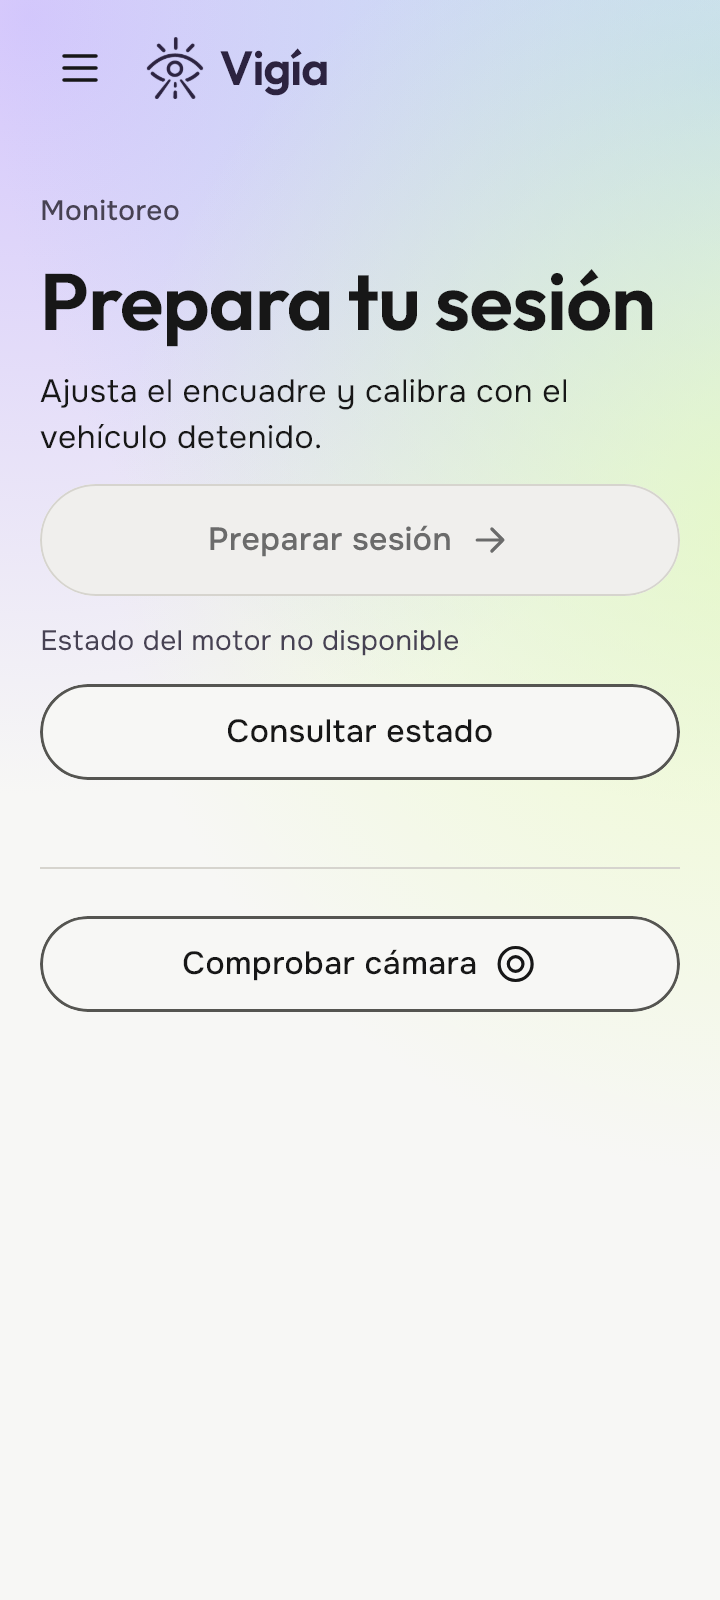 Vigía
Monitoreo
Prepara tu sesión
Ajusta el encuadre y calibra con el
vehículo detenido.
Preparar sesión
Estado del motor no disponible
Consultar estado
Comprobar cámara